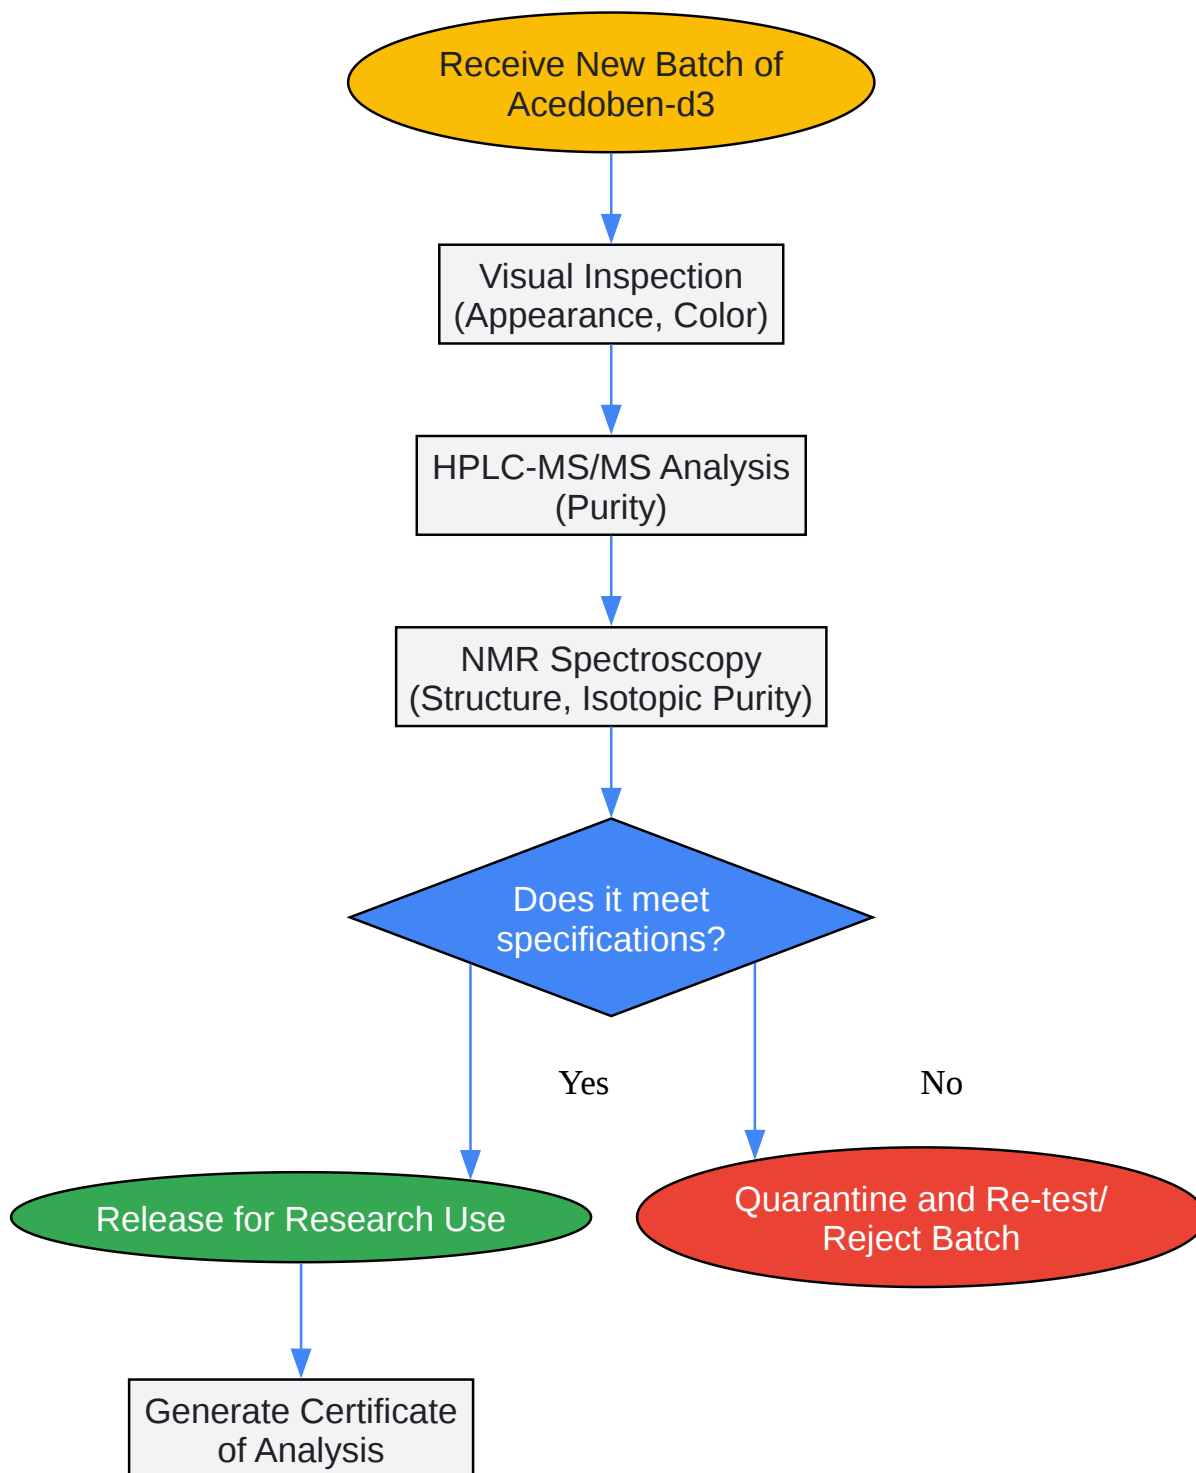 Receive New Batch of
Acedoben-d3
Visual Inspection
(Appearance, Color)
HPLC-MS/MS Analysis
(Purity)
NMR Spectroscopy
(Structure, Isotopic Purity)
Does it meet
specifications?
Yes
No
Release for Research Use
Quarantine and Re-test/
Reject Batch
Generate Certificate
of Analysis